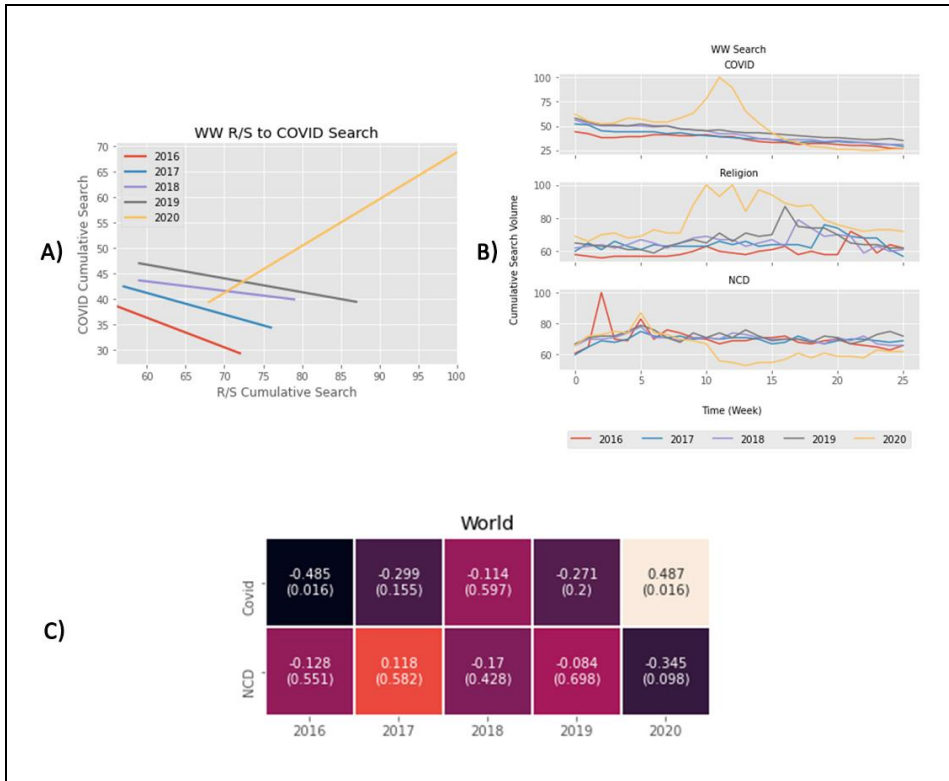 A)
WW R/S to COVID Search
COVID Cumulative Search
70
65
60
55
50
45
40
35
30
2016
2017
2018
2019
2020
60 65 70 75 80 85 90 95 100
R/S Cumulative Search
B)
WW Search
COVID
Cumulative Search Volume
100
75
50
25
Religion
100
80
60
NCD
100
80
60
0 5 10 15 20 25
Time (Week)
2016 2017 2018 2019 2020
C)
World
Covid
-0.485 -0.299 -0.114 -0.271 0.487
(0.016) (0.155) (0.597) (0.2) (0.016)
NCD
-0.128 0.118 -0.17 -0.084 -0.345
(0.551) (0.582) (0.428) (0.698) (0.098)
2016 2017 2018 2019 2020